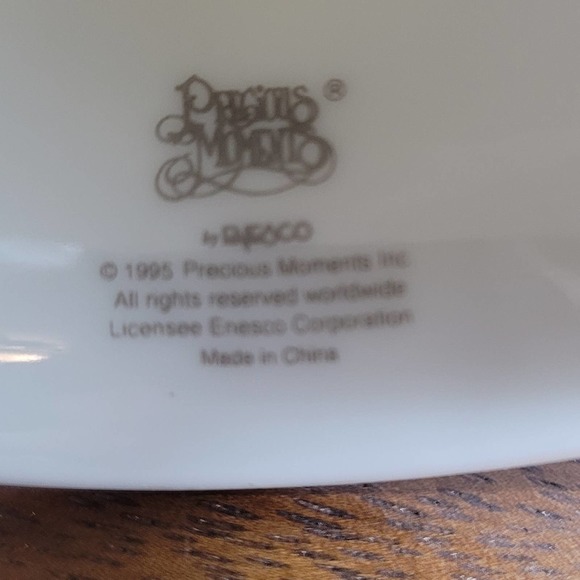 Precious ®
Moments
by ENESCO
© 1995 Precious Moments Inc
All rights reserved worldwide
Licensee Enesco Corporation
Made in China